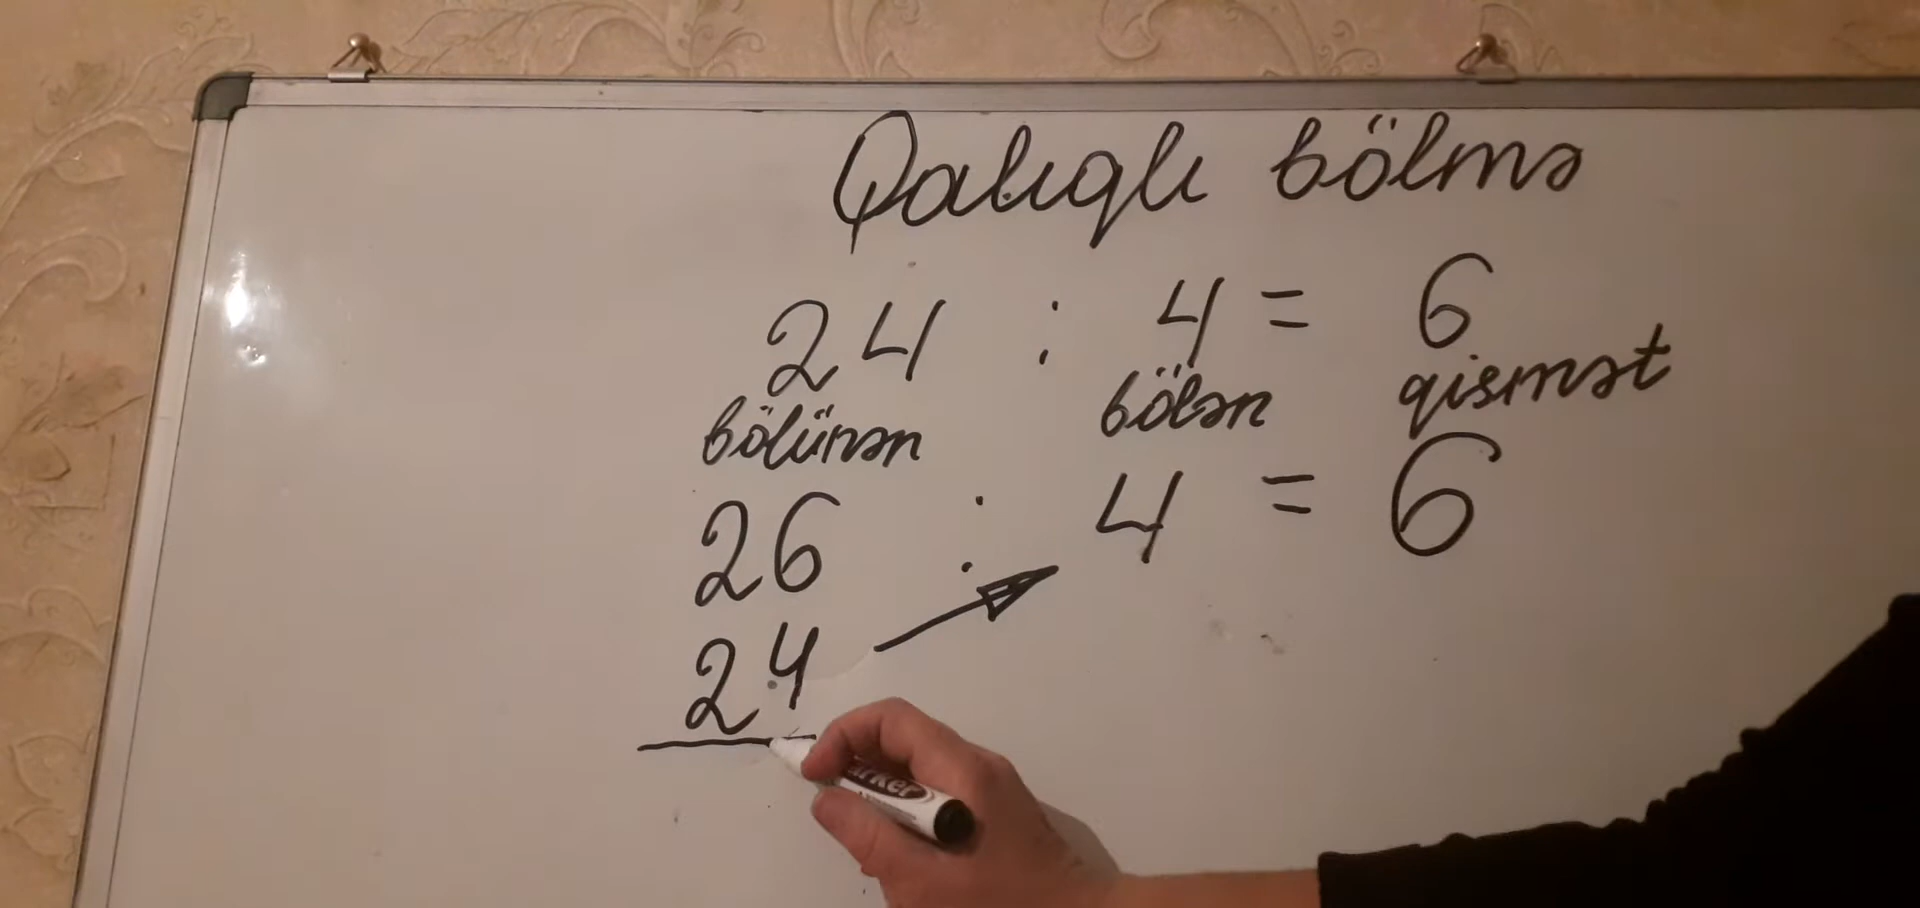 Qalıqlı bölmə
24 : 4 = 6
bölünən bölən qismət
26 : 4 = 6
24